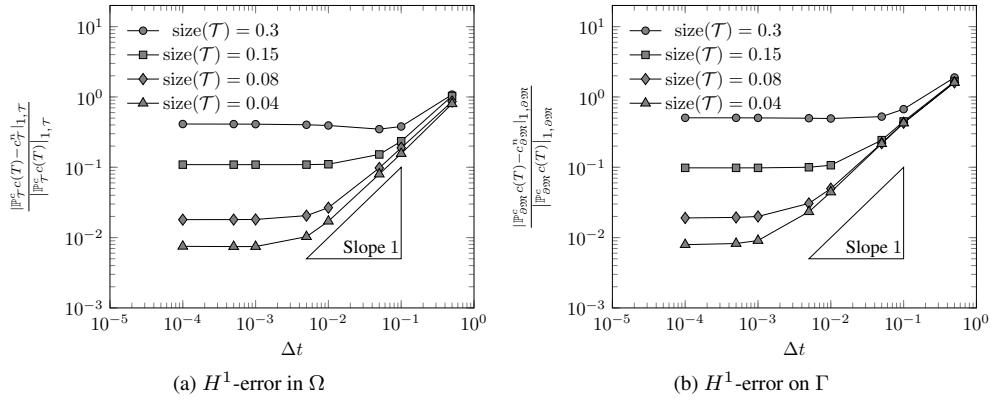 10^1
10^0
10^{-1}
10^{-2}
10^{-3}
10^{-5} 10^{-4} 10^{-3} 10^{-2} 10^{-1} 10^0
Δt
|ℙ^c_𝒯 c(T) − c^n_𝒯|_{1,𝒯}
|ℙ^c_𝒯 c(T)|_{1,𝒯}
size(𝒯) = 0.3
size(𝒯) = 0.15
size(𝒯) = 0.08
size(𝒯) = 0.04
Slope 1
(a) H^1-error in Ω
10^1
10^0
10^{-1}
10^{-2}
10^{-3}
10^{-5} 10^{-4} 10^{-3} 10^{-2} 10^{-1} 10^0
Δt
|ℙ^c_{∂𝔐} c(T) − c^n_{∂𝔐}|_{1,∂𝔐}
|ℙ^c_{∂𝔐} c(T)|_{1,∂𝔐}
size(𝒯) = 0.3
size(𝒯) = 0.15
size(𝒯) = 0.08
size(𝒯) = 0.04
Slope 1
(b) H^1-error on Γ